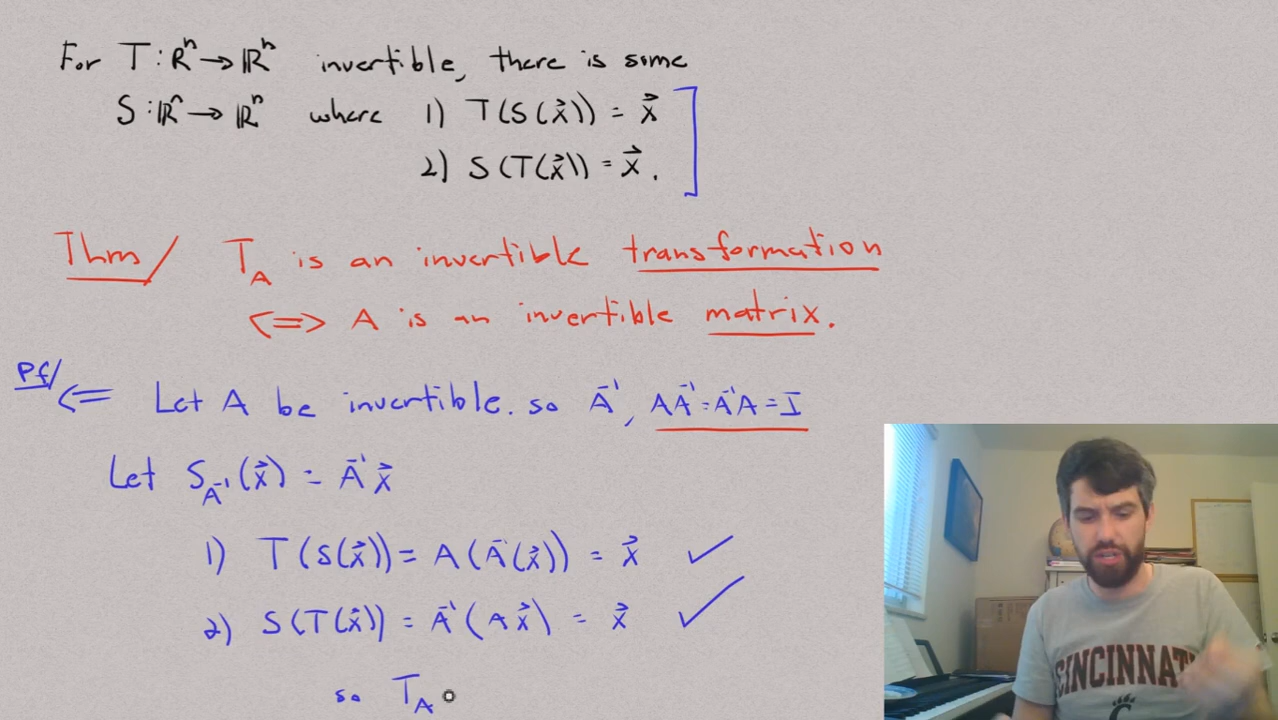 For T : ℝⁿ → ℝⁿ invertible, there is some
S : ℝⁿ → ℝⁿ where 1) T(S(x⃗)) = x⃗
2) S(T(x⃗)) = x⃗.
Thm/ T_A is an invertible transformation
<=> A is an invertible matrix.
Pf/ <= Let A be invertible. so A⁻¹, AA⁻¹=A⁻¹A=I
Let S_A⁻¹(x⃗) = A⁻¹x⃗
1) T(S(x⃗)) = A(A⁻¹(x⃗)) = x⃗ ✓
2) S(T(x⃗)) = A⁻¹(Ax⃗) = x⃗ ✓
so T_A
CINCINNATI
C